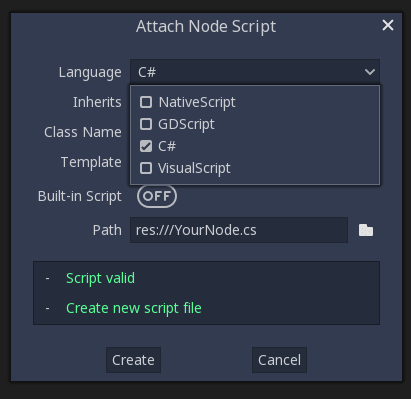 Attach Node Script
Language C#
Inherits
NativeScript
GDScript
Class Name
C#
Template
VisualScript
Built-in Script OFF
Path res:///YourNode.cs
- Script valid
- Create new script file
Create Cancel